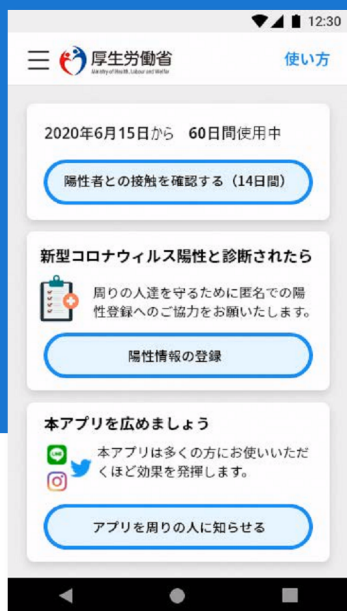 12:30
厚生労働省
Ministry of Health, Labour and Welfare
使い方
2020年6月15日から 60日間使用中
陽性者との接触を確認する（14日間）
新型コロナウィルス陽性と診断されたら
周りの人達を守るために匿名での陽
性登録へのご協力をお願いたします。
陽性情報の登録
本アプリを広めましょう
本アプリは多くの方にお使いいただ
くほど効果を発揮します。
アプリを周りの人に知らせる